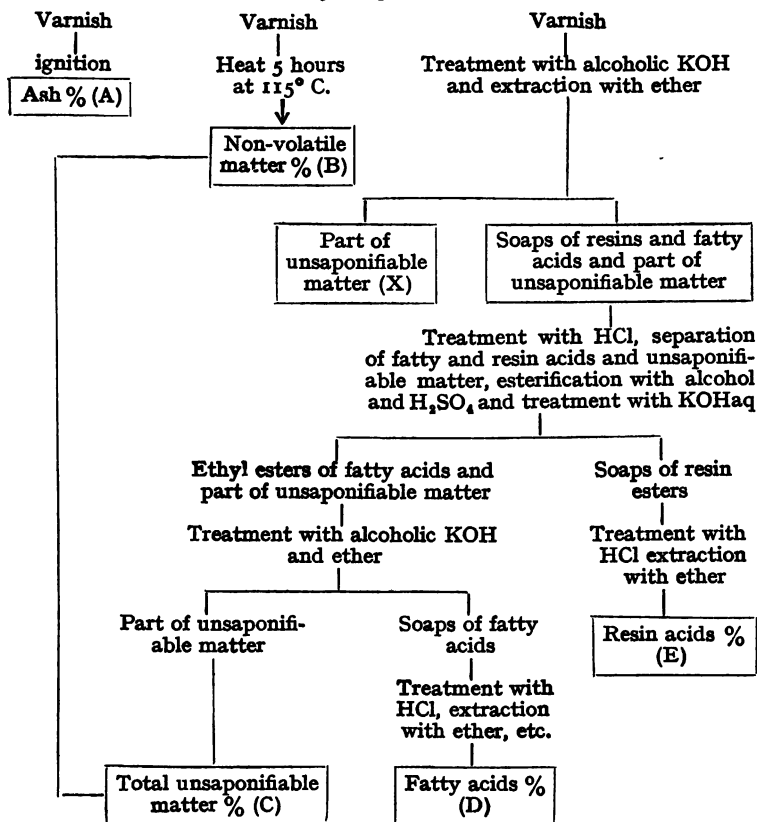 Varnish
ignition
Ash % (A)
Varnish
Heat 5 hours
at 115° C.
Non-volatile
matter % (B)
Varnish
Treatment with alcoholic KOH
and extraction with ether
Part of
unsaponifiable
matter (X)
Soaps of resins and fatty
acids and part of
unsaponifiable matter
Treatment with HCl, separation
of fatty and resin acids and unsaponifi-
able matter, esterification with alcohol
and H₂SO₄ and treatment with KOHaq
Ethyl esters of fatty acids and
part of unsaponifiable matter
Soaps of resin
esters
Treatment with alcoholic KOH
and ether
Treatment with
HCl extraction
with ether
Part of unsaponifi-
able matter
Soaps of fatty
acids
Resin acids %
(E)
Treatment with
HCl, extraction
with ether, etc.
Total unsaponifiable
matter % (C)
Fatty acids %
(D)